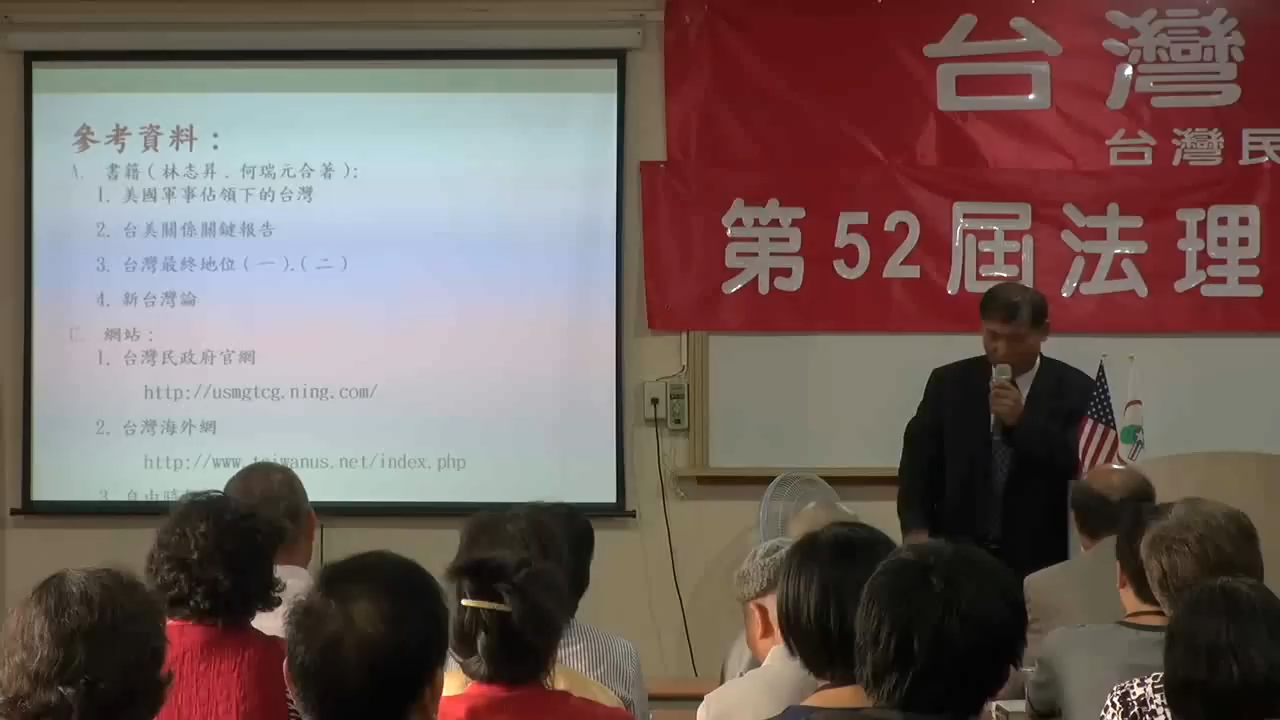 參考資料：
A. 書籍(林志昇．何瑞元合著):
1. 美國軍事佔領下的台灣
2. 台美關係關鍵報告
3. 台灣最終地位(一).(二)
4. 新台灣論
網站：
1. 台灣民政府官網
http://usmgtcg.ning.com/
2. 台灣海外網
http://www.taiwanus.net/index.php
3. 自由時
台灣
台灣民
第52屆法理